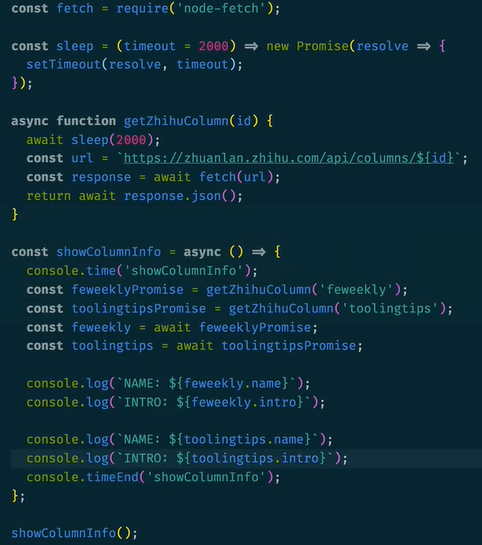 const fetch = require('node-fetch');

const sleep = (timeout = 2000) => new Promise(resolve => {
  setTimeout(resolve, timeout);
});

async function getZhihuColumn(id) {
  await sleep(2000);
  const url = `https://zhuanlan.zhihu.com/api/columns/${id}`;
  const response = await fetch(url);
  return await response.json();
}

const showColumnInfo = async () => {
  console.time('showColumnInfo');
  const feweeklyPromise = getZhihuColumn('feweekly');
  const toolingtipsPromise = getZhihuColumn('toolingtips');
  const feweekly = await feweeklyPromise;
  const toolingtips = await toolingtipsPromise;

  console.log(`NAME: ${feweekly.name}`);
  console.log(`INTRO: ${feweekly.intro}`);

  console.log(`NAME: ${toolingtips.name}`);
  console.log(`INTRO: ${toolingtips.intro}`);
  console.timeEnd('showColumnInfo');
};

showColumnInfo();